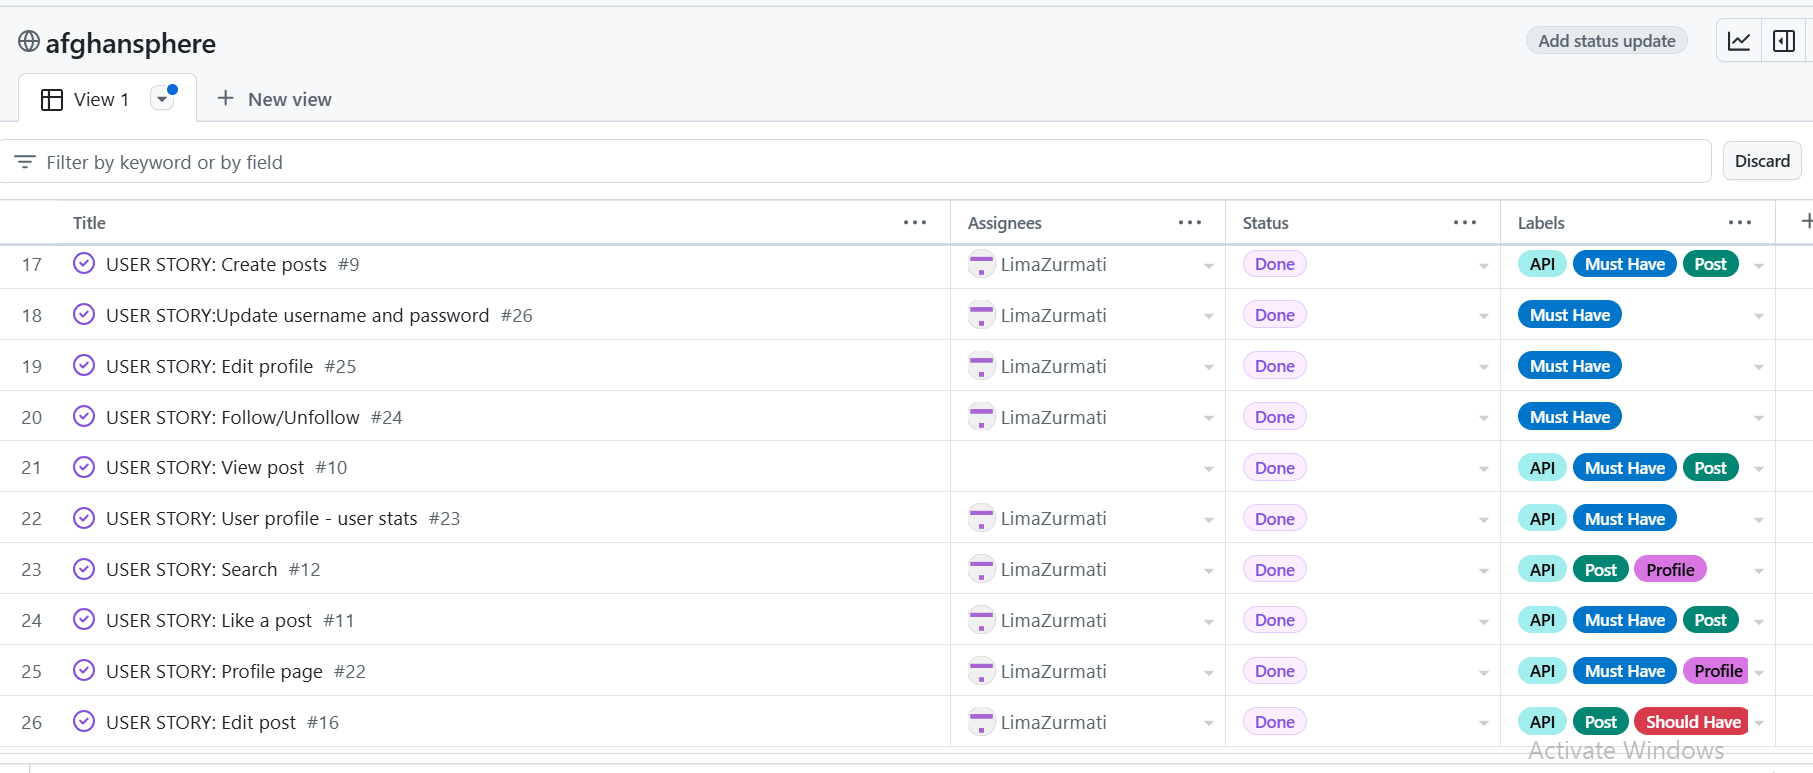 afghansphere
Add status update
View 1
New view
Filter by keyword or by field
Discard
Title Assignees Status Labels
17 USER STORY: Create posts #9 LimaZurmati Done API Must Have Post
18 USER STORY:Update username and password #26 LimaZurmati Done Must Have
19 USER STORY: Edit profile #25 LimaZurmati Done Must Have
20 USER STORY: Follow/Unfollow #24 LimaZurmati Done Must Have
21 USER STORY: View post #10 Done API Must Have Post
22 USER STORY: User profile - user stats #23 LimaZurmati Done API Must Have
23 USER STORY: Search #12 LimaZurmati Done API Post Profile
24 USER STORY: Like a post #11 LimaZurmati Done API Must Have Post
25 USER STORY: Profile page #22 LimaZurmati Done API Must Have Profile
26 USER STORY: Edit post #16 LimaZurmati Done API Post Should Have
Activate Windows